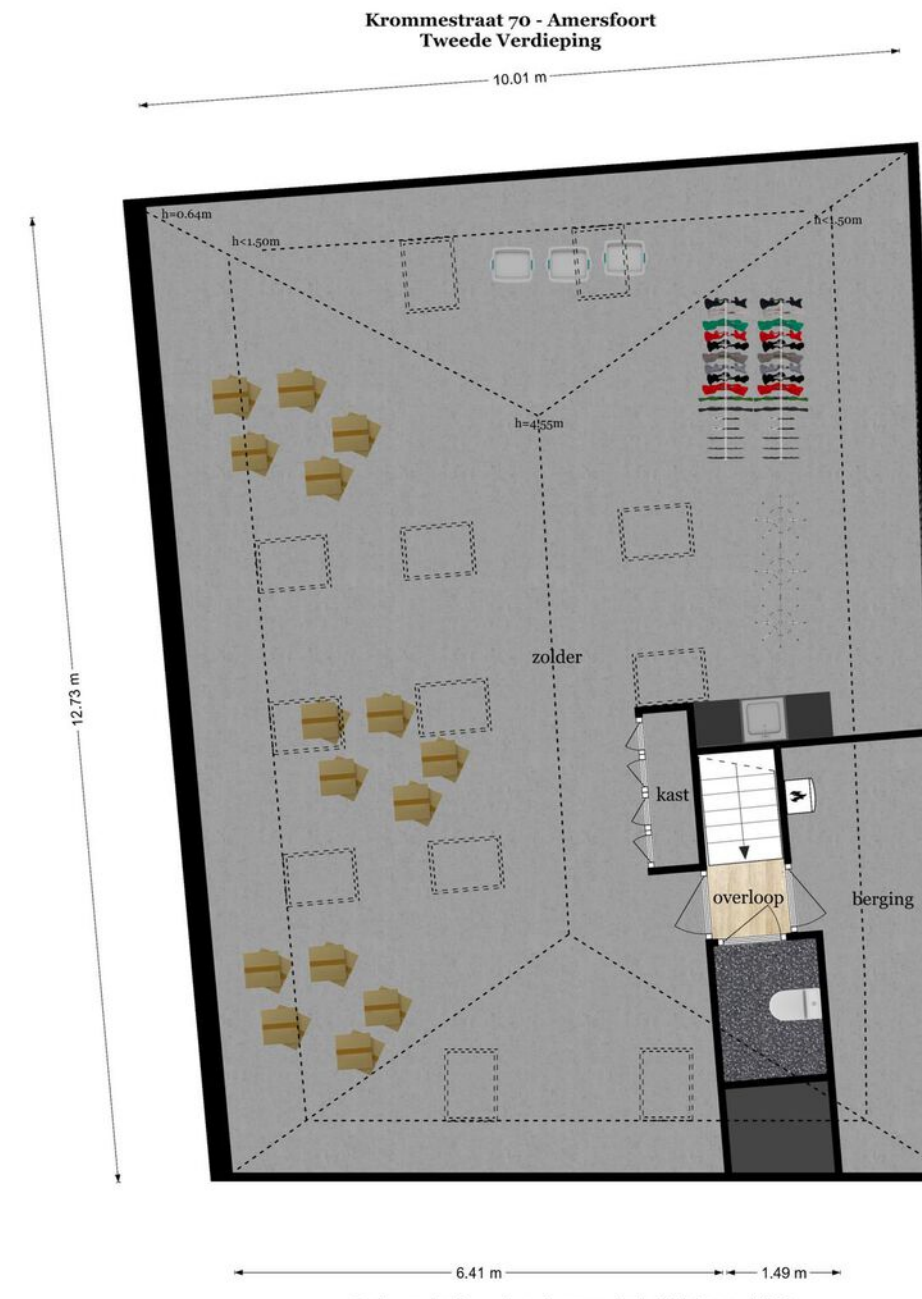 Krommestraat 70 - Amersfoort
Tweede Verdieping
10.01 m
h=0.64m
h<1.50m
h<1.50m
h=4.55m
12.73 m
zolder
kast
overloop
berging
6.41 m
1.49 m